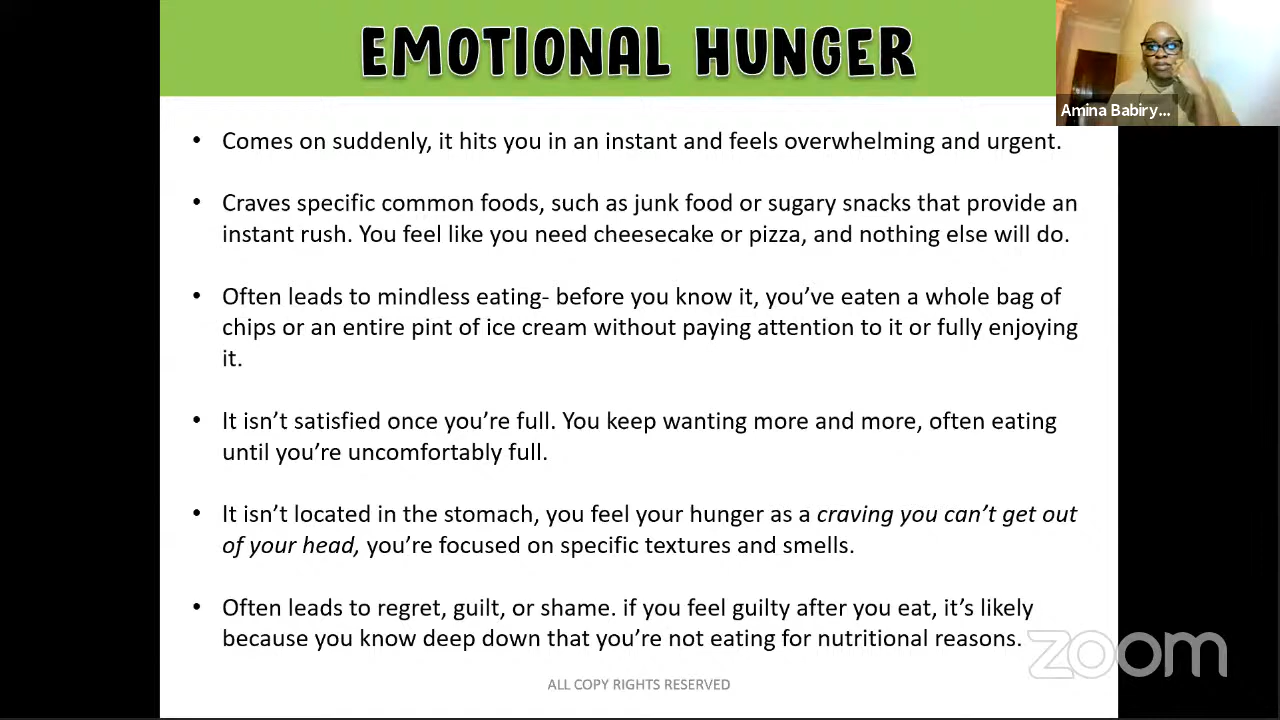 EMOTIONAL HUNGER
Amina Babiry...
• Comes on suddenly, it hits you in an instant and feels overwhelming and urgent.
• Craves specific common foods, such as junk food or sugary snacks that provide an
instant rush. You feel like you need cheesecake or pizza, and nothing else will do.
• Often leads to mindless eating- before you know it, you’ve eaten a whole bag of
chips or an entire pint of ice cream without paying attention to it or fully enjoying
it.
• It isn’t satisfied once you’re full. You keep wanting more and more, often eating
until you’re uncomfortably full.
• It isn’t located in the stomach, you feel your hunger as a craving you can’t get out
of your head, you’re focused on specific textures and smells.
• Often leads to regret, guilt, or shame. if you feel guilty after you eat, it’s likely
because you know deep down that you’re not eating for nutritional reasons.
zoom
ALL COPY RIGHTS RESERVED